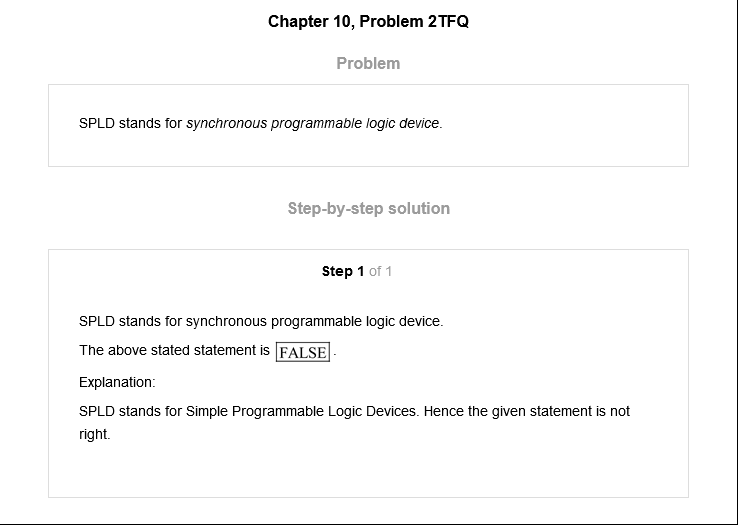 Chapter 10, Problem 2TFQ
Problem
SPLD stands for synchronous programmable logic device.
Step-by-step solution
Step 1 of 1
SPLD stands for synchronous programmable logic device.
The above stated statement is FALSE .
Explanation:
SPLD stands for Simple Programmable Logic Devices. Hence the given statement is not
right.